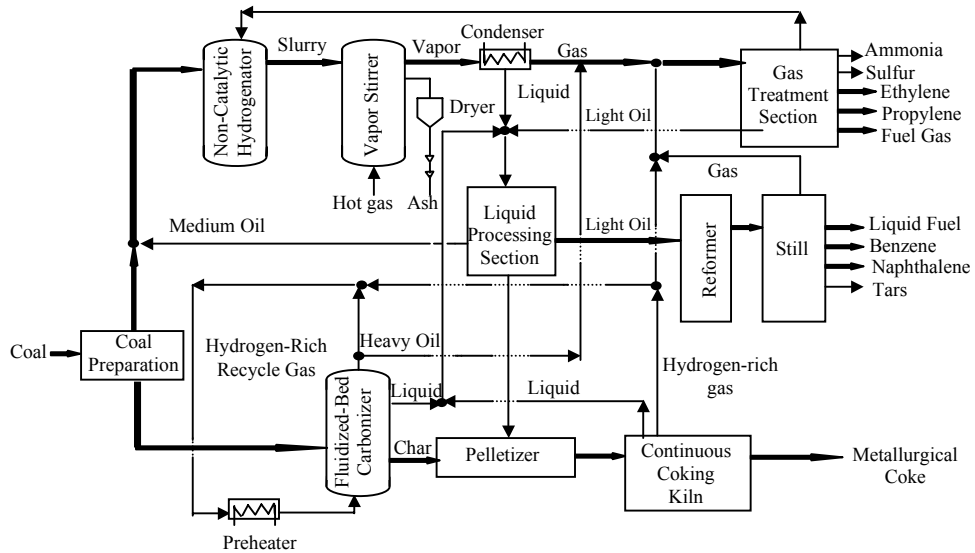 Condenser
Slurry
Vapor
Gas
Non-Catalytic
Hydrogenator
Vapor Stirrer
Dryer
Liquid
Light Oil
Gas
Treatment
Section
Ammonia
Sulfur
Ethylene
Propylene
Fuel Gas
Hot gas
Ash
Gas
Medium Oil
Liquid
Processing
Section
Light Oil
Reformer
Still
Liquid Fuel
Benzene
Naphthalene
Tars
Coal
Coal
Preparation
Hydrogen-Rich
Recycle Gas
Heavy Oil
Hydrogen-rich
gas
Fluidized-Bed
Carbonizer
Liquid
Liquid
Char
Pelletizer
Continuous
Coking
Kiln
Metallurgical
Coke
Preheater